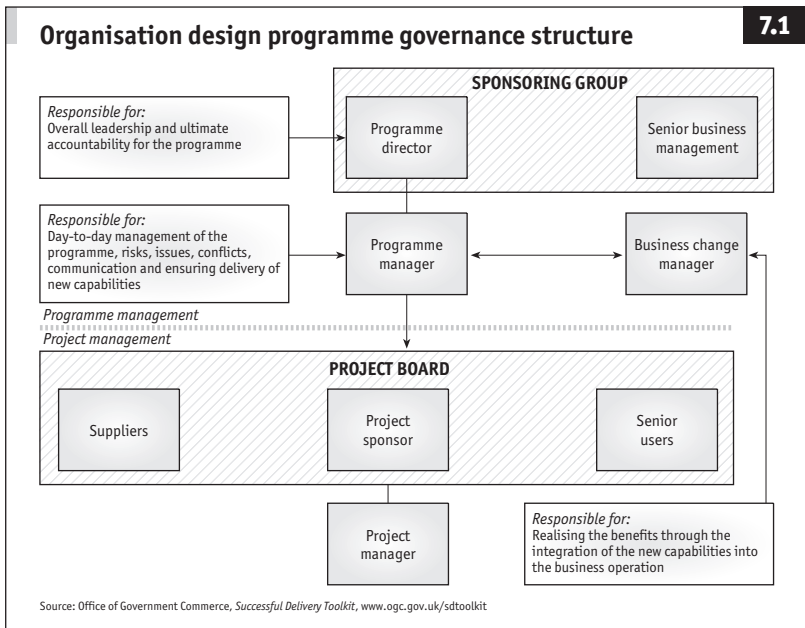 Organisation design programme governance structure
7.1
SPONSORING GROUP
Responsible for:
Overall leadership and ultimate
accountability for the programme
Programme
director
Senior business
management
Responsible for:
Day-to-day management of the
programme, risks, issues, conflicts,
communication and ensuring delivery of
new capabilities
Programme
manager
Business change
manager
Programme management
Project management
PROJECT BOARD
Suppliers
Project
sponsor
Senior
users
Project
manager
Responsible for:
Realising the benefits through the
integration of the new capabilities into
the business operation
Source: Office of Government Commerce, Successful Delivery Toolkit, www.ogc.gov.uk/sdtoolkit